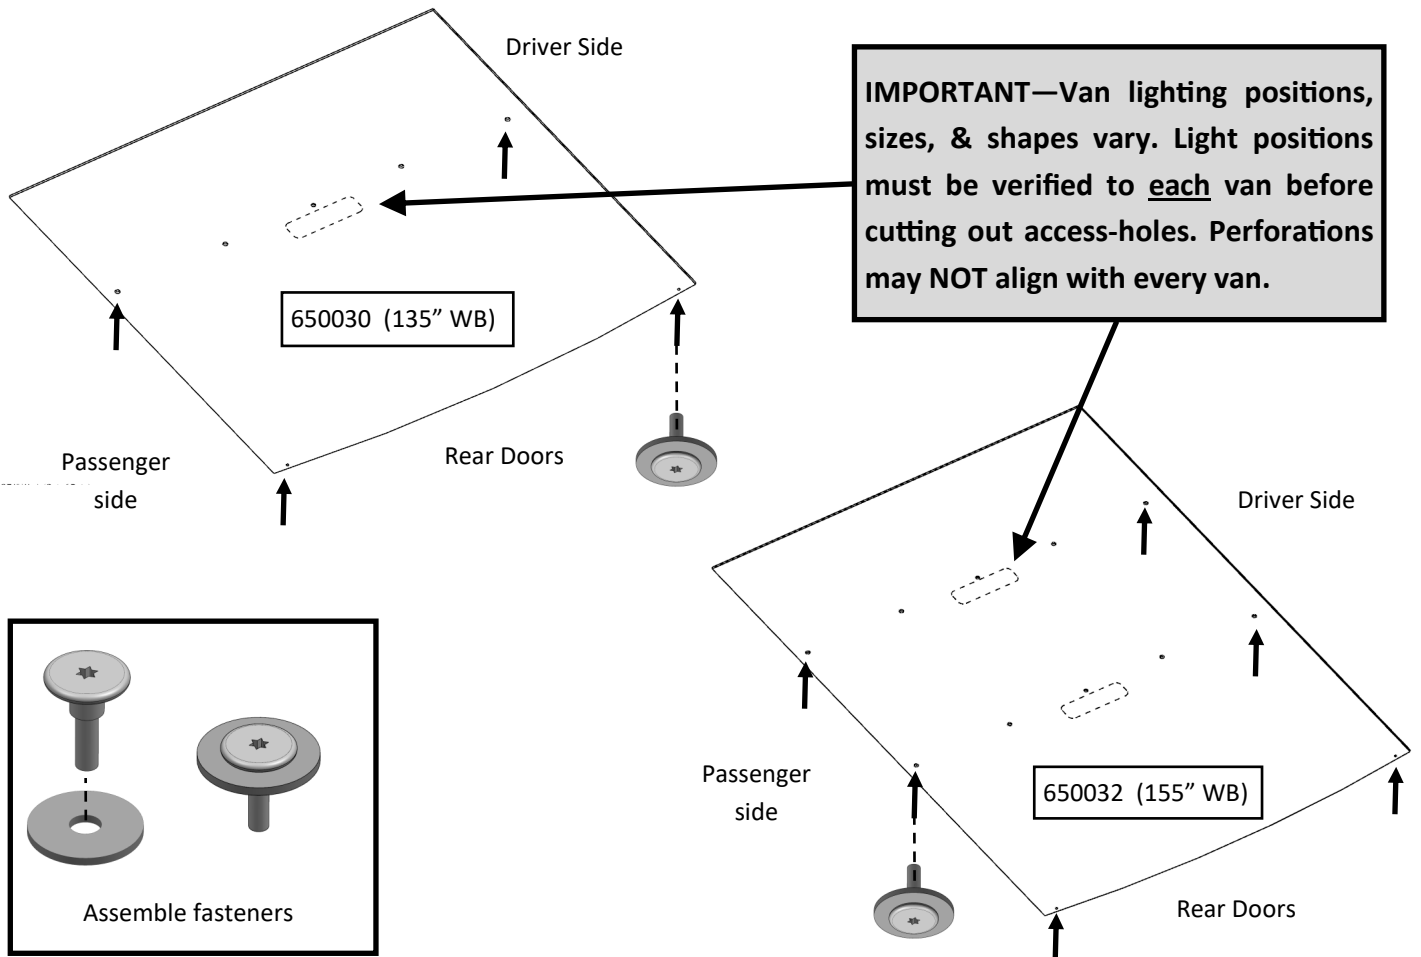 Driver Side
IMPORTANT—Van lighting positions,
sizes, & shapes vary. Light positions
must be verified to each van before
cutting out access-holes. Perforations
may NOT align with every van.
650030 (135” WB)
Passenger
side
Rear Doors
Driver Side
Passenger
side
650032 (155” WB)
Rear Doors
Assemble fasteners